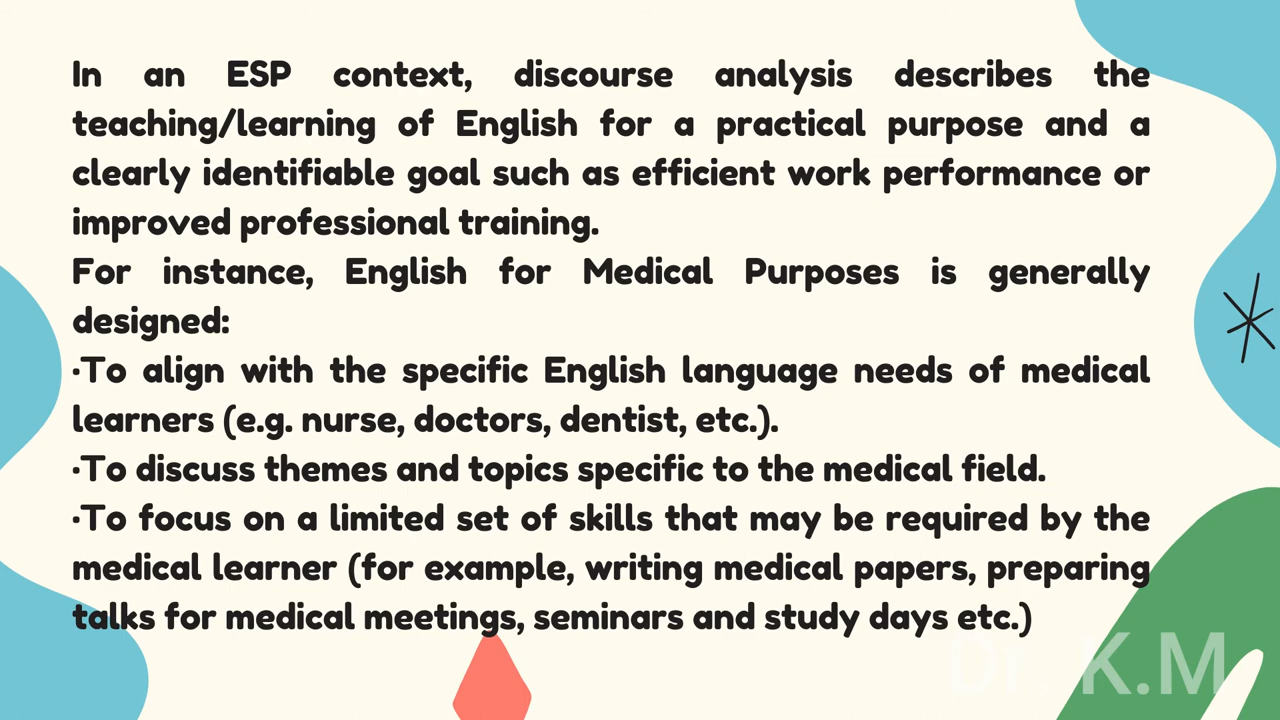 In an ESP context, discourse analysis describes the
teaching/learning of English for a practical purpose and a
clearly identifiable goal such as efficient work performance or
improved professional training.
For instance, English for Medical Purposes is generally
designed:
·To align with the specific English language needs of medical
learners (e.g. nurse, doctors, dentist, etc.).
·To discuss themes and topics specific to the medical field.
·To focus on a limited set of skills that may be required by the
medical learner (for example, writing medical papers, preparing
talks for medical meetings, seminars and study days etc.)
Dr. K.M